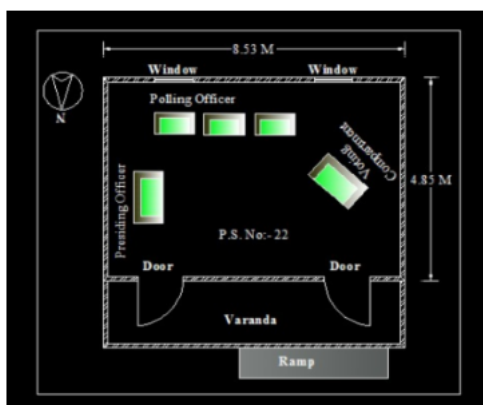 8.53 M
Window
Window
Polling Officer
N
Voting
Compartment
4.85 M
Presiding Officer
P.S. No:- 22
Door
Door
Varanda
Ramp